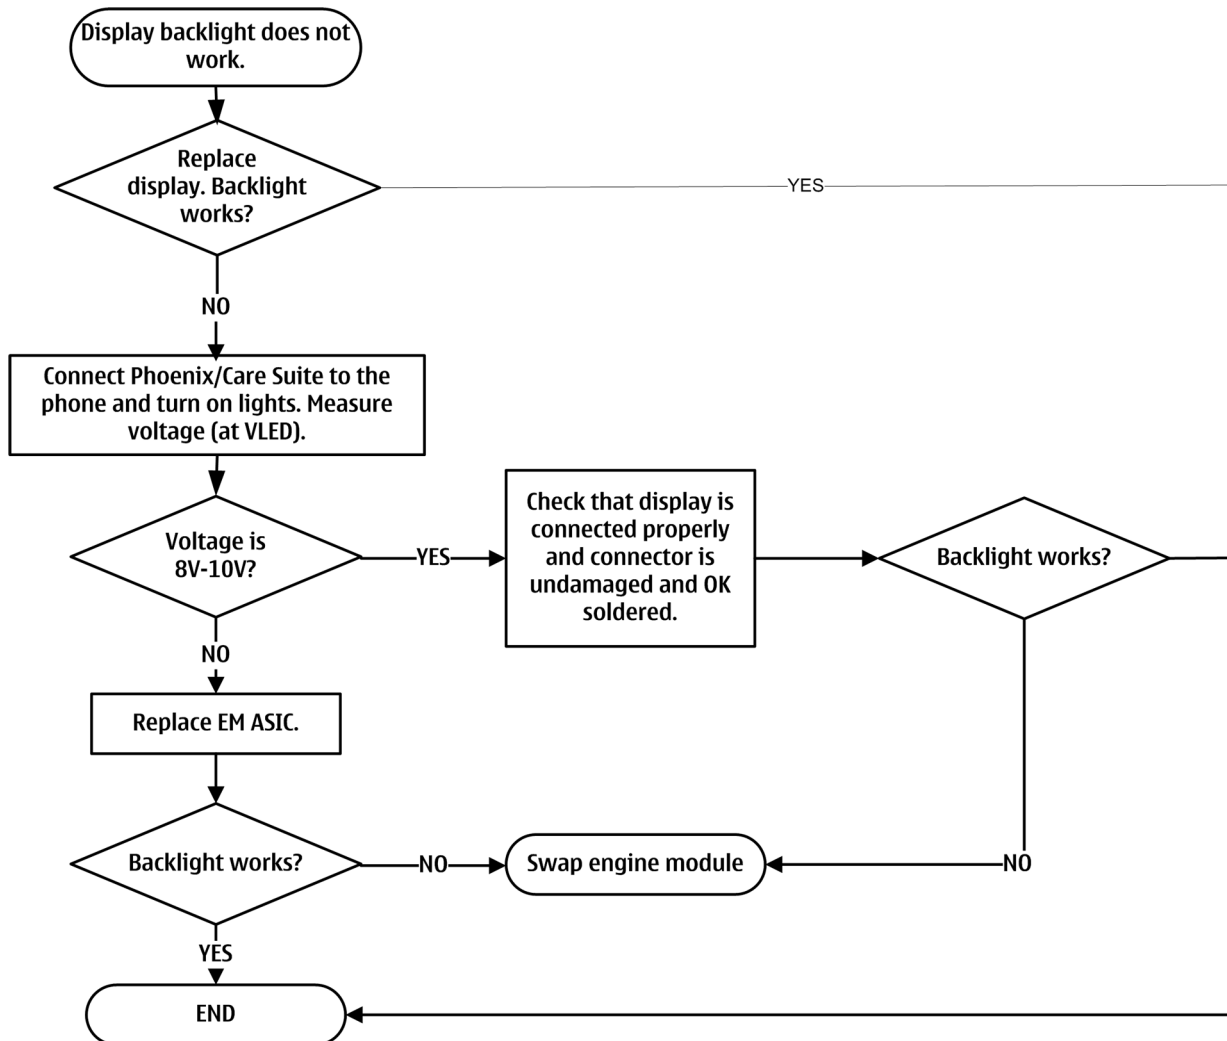 Display backlight does not
work.
Replace
display. Backlight
works?
YES
NO
Connect Phoenix/Care Suite to the
phone and turn on lights. Measure
voltage (at VLED).
Voltage is
8V-10V?
YES
Check that display is
connected properly
and connector is
undamaged and OK
soldered.
Backlight works?
NO
Replace EM ASIC.
Backlight works?
NO
Swap engine module
NO
YES
END